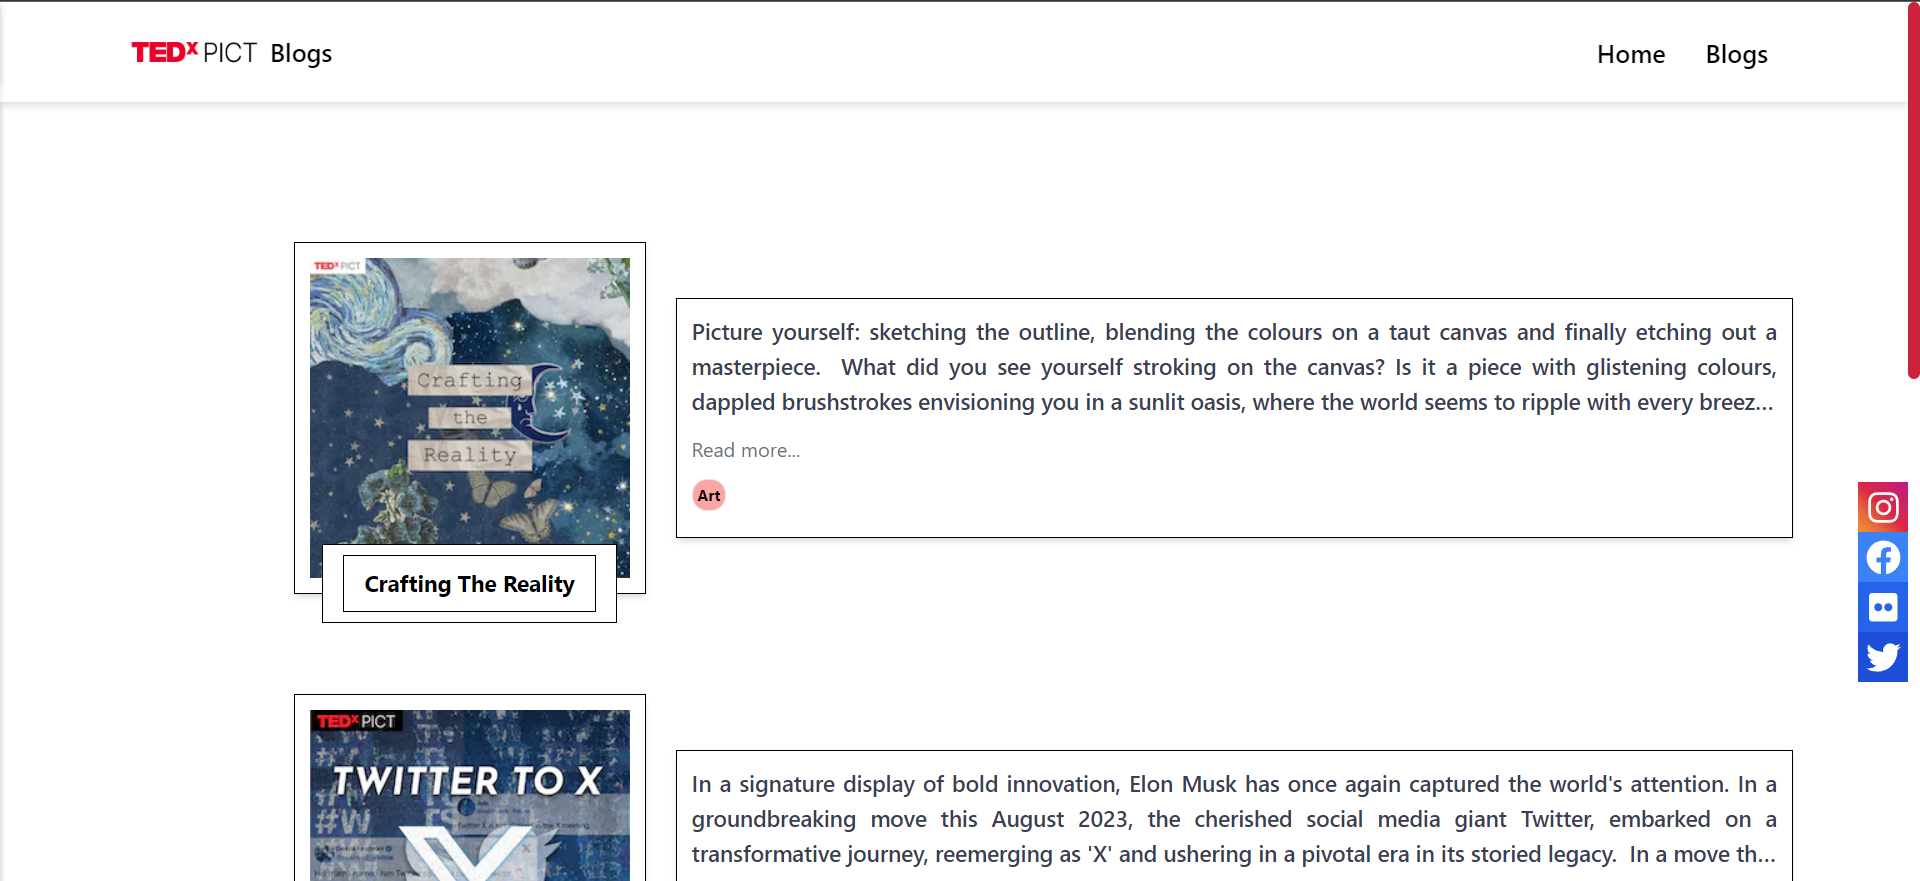 TEDx PICT Blogs
Home Blogs
TEDx PICT
Crafting
the
Reality
Crafting The Reality
Picture yourself: sketching the outline, blending the colours on a taut canvas and finally etching out a
masterpiece.  What did you see yourself stroking on the canvas? Is it a piece with glistening colours,
dappled brushstrokes envisioning you in a sunlit oasis, where the world seems to ripple with every breez...
Read more...
Art
TEDx PICT
TWITTER TO X
In a signature display of bold innovation, Elon Musk has once again captured the world's attention. In a
groundbreaking move this August 2023, the cherished social media giant Twitter, embarked on a
transformative journey, reemerging as 'X' and ushering in a pivotal era in its storied legacy.  In a move th...